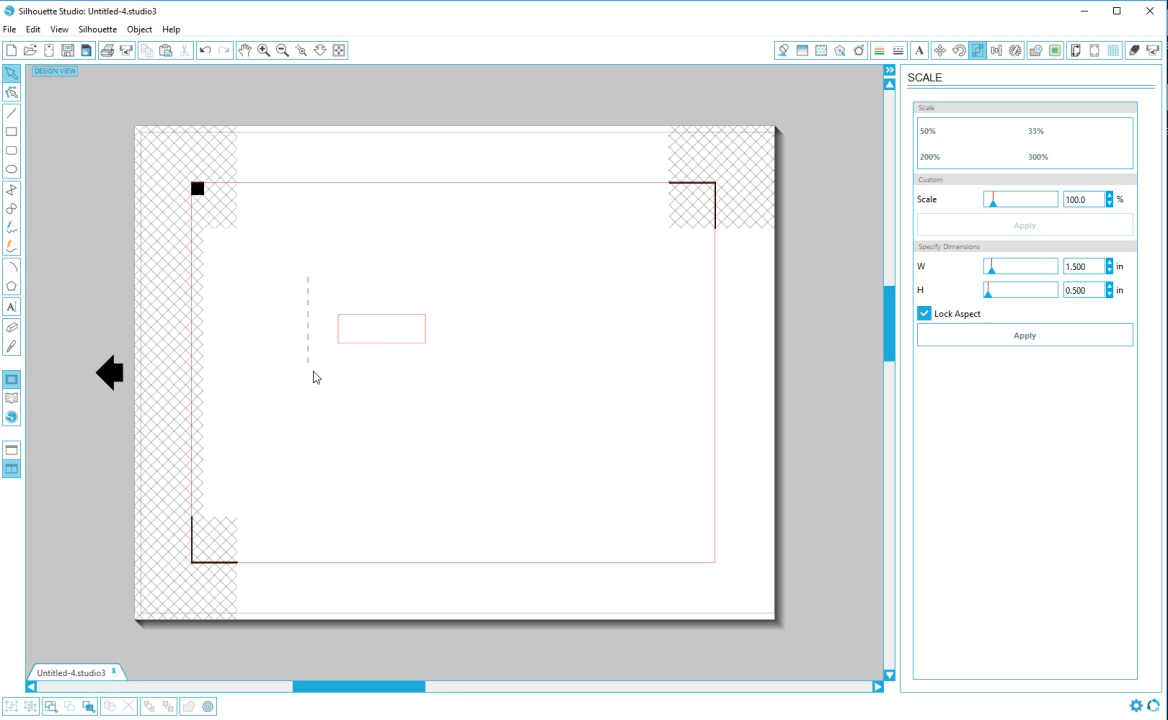 Silhouette Studio: Untitled-4.studio3
File Edit View Silhouette Object Help
A
DESIGN VIEW
SCALE
Scale
50% 33%
200% 300%
Custom
Scale 100.0 %
Apply
Specify Dimensions
W 1.500 in
H 0.500 in
Lock Aspect
Apply
A
Untitled-4.studio3 x